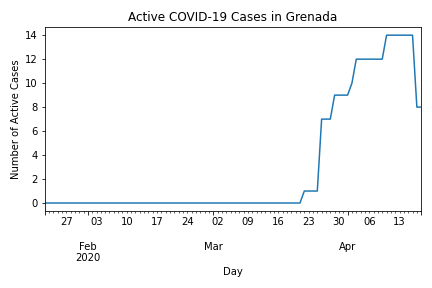 Active COVID-19 Cases in Grenada
14
12
10
8
6
4
2
0
Number of Active Cases
27 03 10 17 24 02 09 16 23 30 06 13
Feb Mar Apr
2020
Day